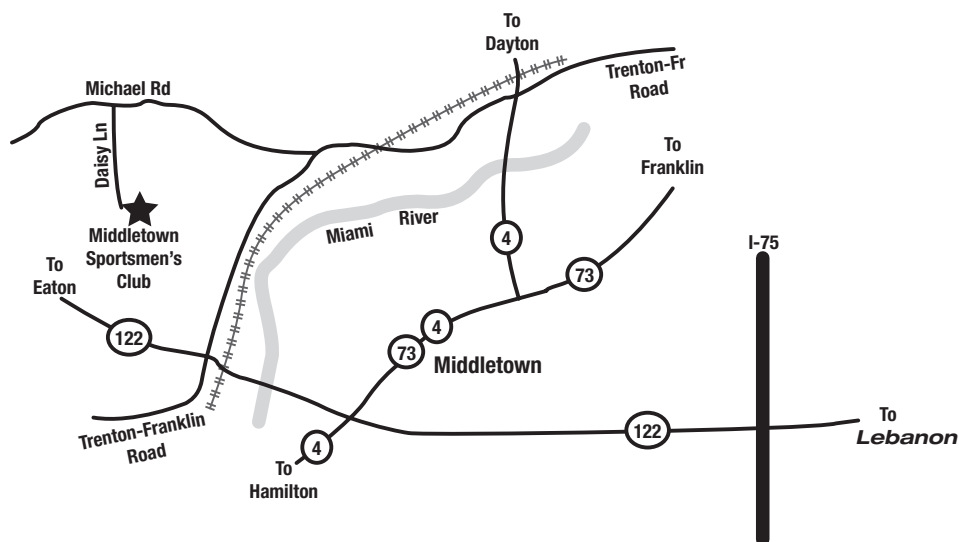 To
Dayton
Trenton-Fr
Road
Michael Rd
Daisy Ln
To
Franklin
Miami River
Middletown
Sportsmen's
Club
4
I-75
To
Eaton
73
122
4
73
Middletown
To
Lebanon
122
Trenton-Franklin
Road
4
To
Hamilton